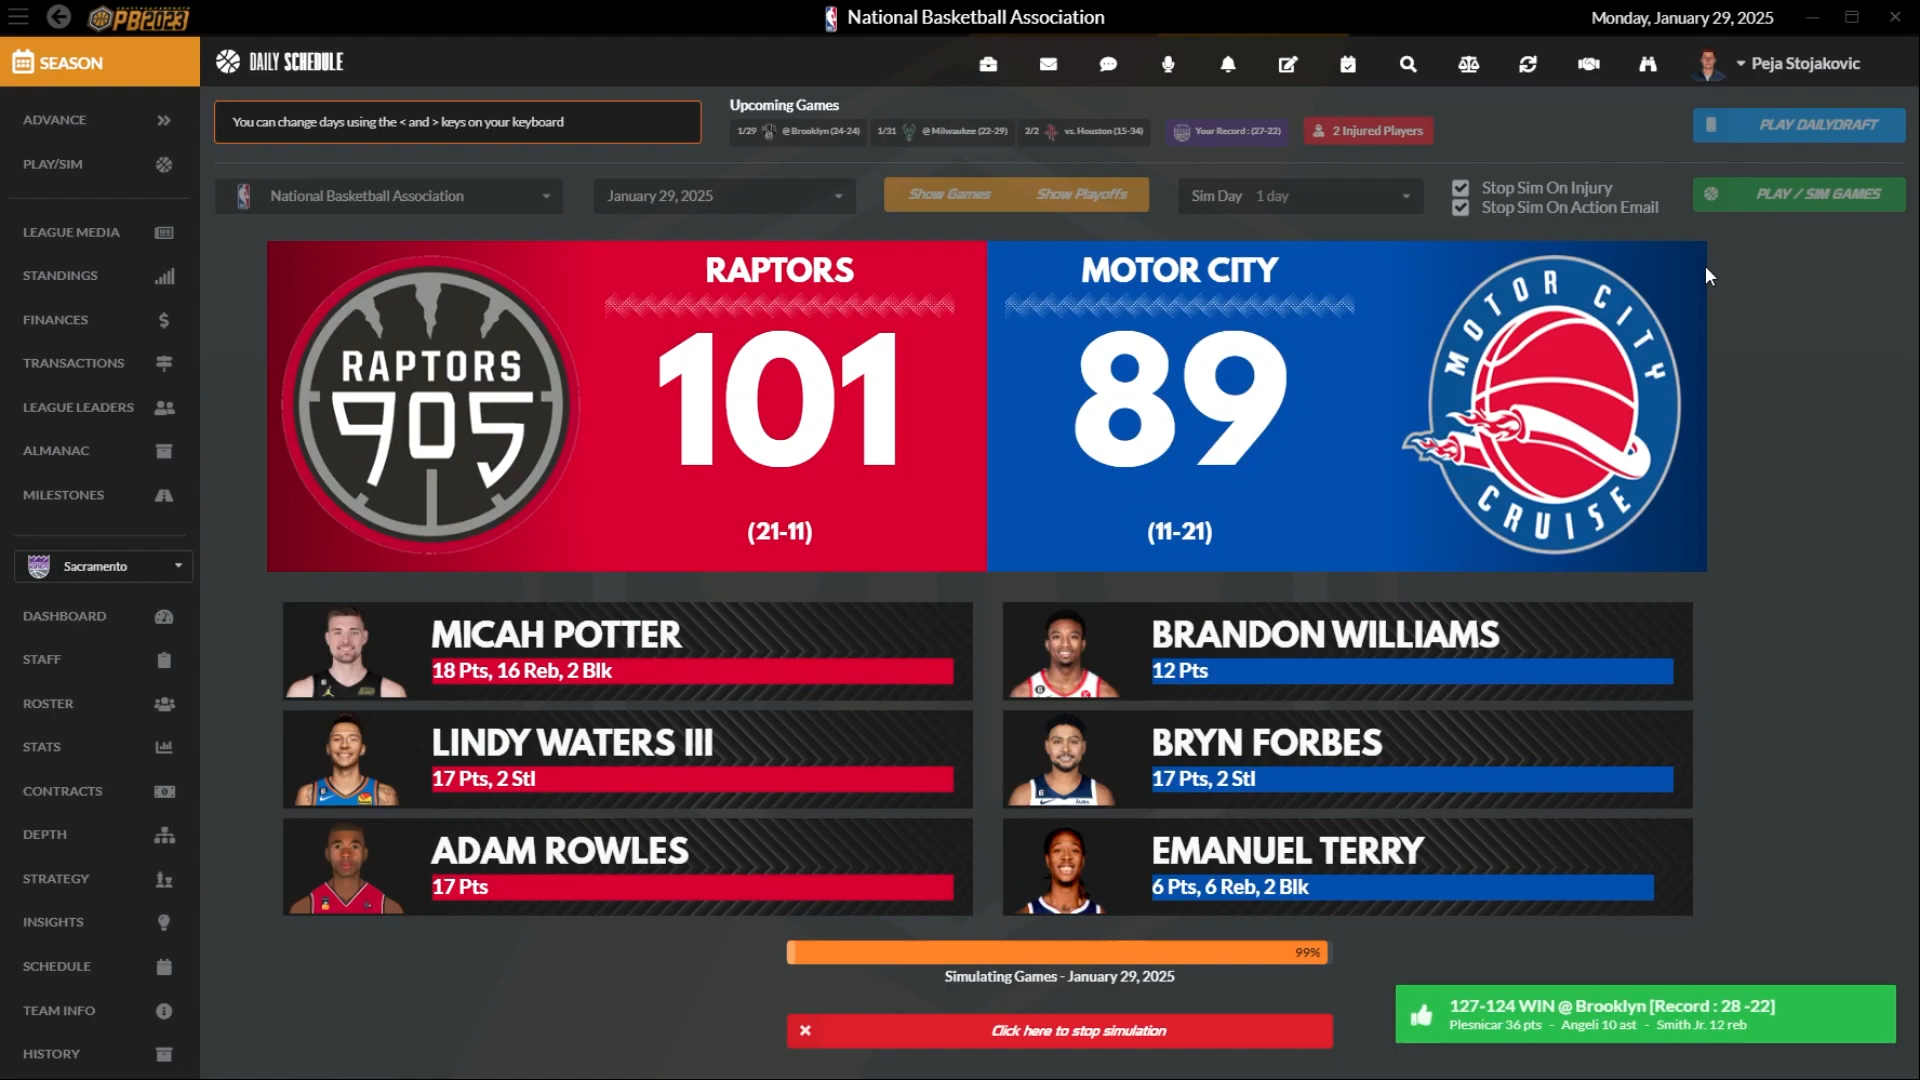 PB2023
National Basketball Association
Monday, January 29, 2025
SEASON
DAILY SCHEDULE
Peja Stojakovic
ADVANCE
PLAY/SIM
LEAGUE MEDIA
STANDINGS
FINANCES
TRANSACTIONS
LEAGUE LEADERS
ALMANAC
MILESTONES
Sacramento
DASHBOARD
STAFF
ROSTER
STATS
CONTRACTS
DEPTH
STRATEGY
INSIGHTS
SCHEDULE
TEAM INFO
HISTORY
You can change days using the < and > keys on your keyboard
Upcoming Games
1/29 @ Brooklyn (24-24)
1/31 @ Milwaukee (22-29)
2/2 vs. Houston (15-34)
Your Record : (27-22)
2 Injured Players
PLAY DAILYDRAFT
National Basketball Association
January 29, 2025
Show Games
Show Playoffs
Sim Day 1 day
Stop Sim On Injury
Stop Sim On Action Email
PLAY / SIM GAMES
RAPTORS
905
RAPTORS
101
(21-11)
MOTOR CITY
89
(11-21)
MOTOR CITY
CRUISE
MICAH POTTER
18 Pts, 16 Reb, 2 Blk
LINDY WATERS III
17 Pts, 2 Stl
ADAM ROWLES
17 Pts
BRANDON WILLIAMS
12 Pts
BRYN FORBES
17 Pts, 2 Stl
EMANUEL TERRY
6 Pts, 6 Reb, 2 Blk
99%
Simulating Games - January 29, 2025
Click here to stop simulation
127-124 WIN @ Brooklyn [Record : 28 -22]
Plesnicar 36 pts - Angeli 10 ast - Smith Jr. 12 reb